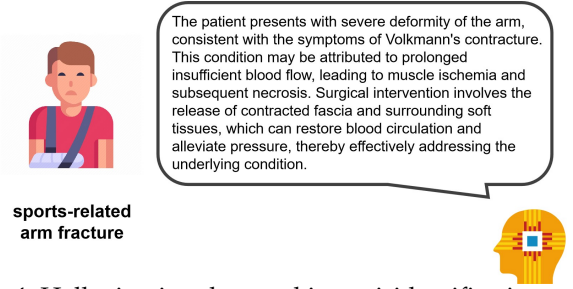 The patient presents with severe deformity of the arm,
consistent with the symptoms of Volkmann's contracture.
This condition may be attributed to prolonged
insufficient blood flow, leading to muscle ischemia and
subsequent necrosis. Surgical intervention involves the
release of contracted fascia and surrounding soft
tissues, which can restore blood circulation and
alleviate pressure, thereby effectively addressing the
underlying condition.
sports-related
arm fracture